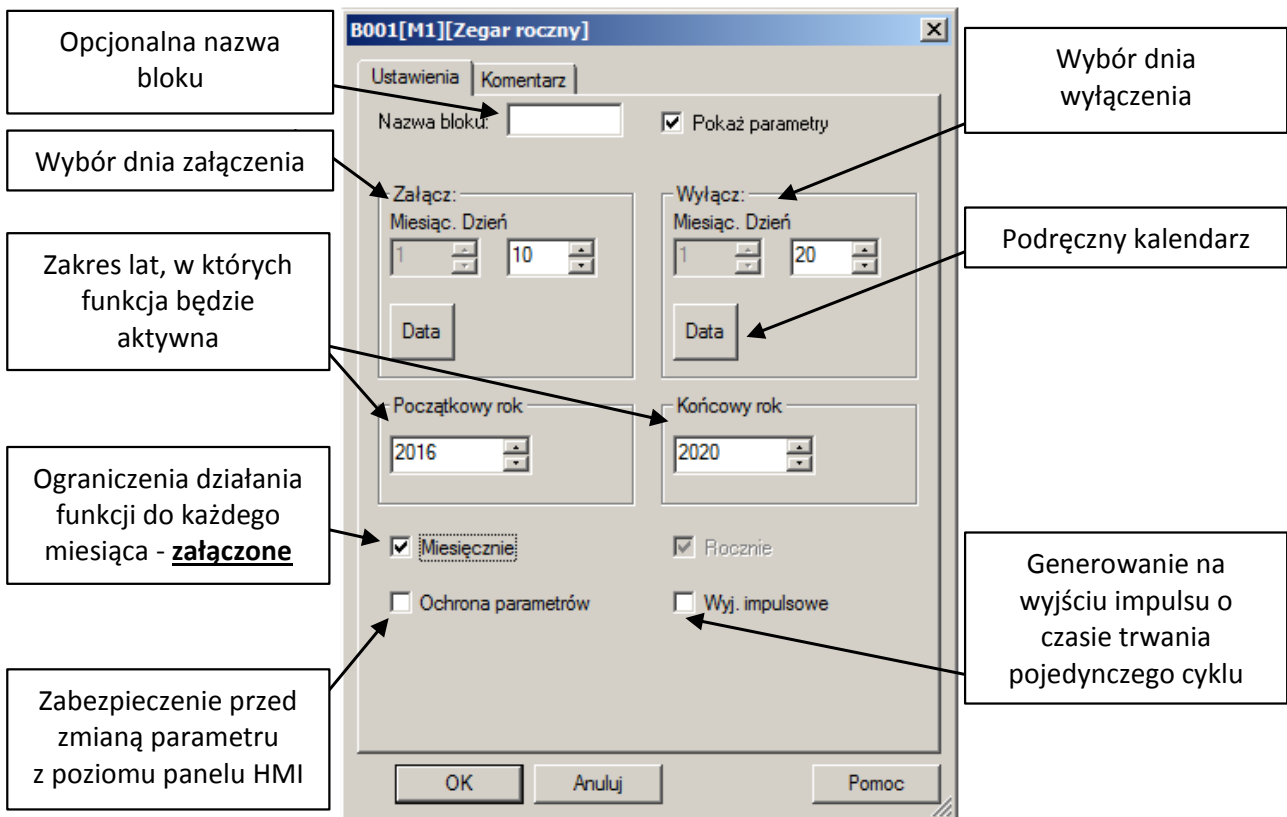 Opcjonalna nazwa
bloku
Wybór dnia załączenia
Zakres lat, w których
funkcja będzie
aktywna
Ograniczenia działania
funkcji do każdego
miesiąca - załączone
Zabezpieczenie przed
zmianą parametru
z poziomu panelu HMI
B001[M1][Zegar roczny]
Ustawienia
Komentarz
Nazwa bloku:
Pokaż parametry
Załącz:
Miesiąc. Dzień
1
10
Data
Wyłącz:
Miesiąc. Dzień
1
20
Data
Początkowy rok
2016
Końcowy rok
2020
Miesięcznie
Rocznie
Ochrona parametrów
Wyj. impulsowe
OK
Anuluj
Pomoc
Wybór dnia
wyłączenia
Podręczny kalendarz
Generowanie na
wyjściu impulsu o
czasie trwania
pojedynczego cyklu